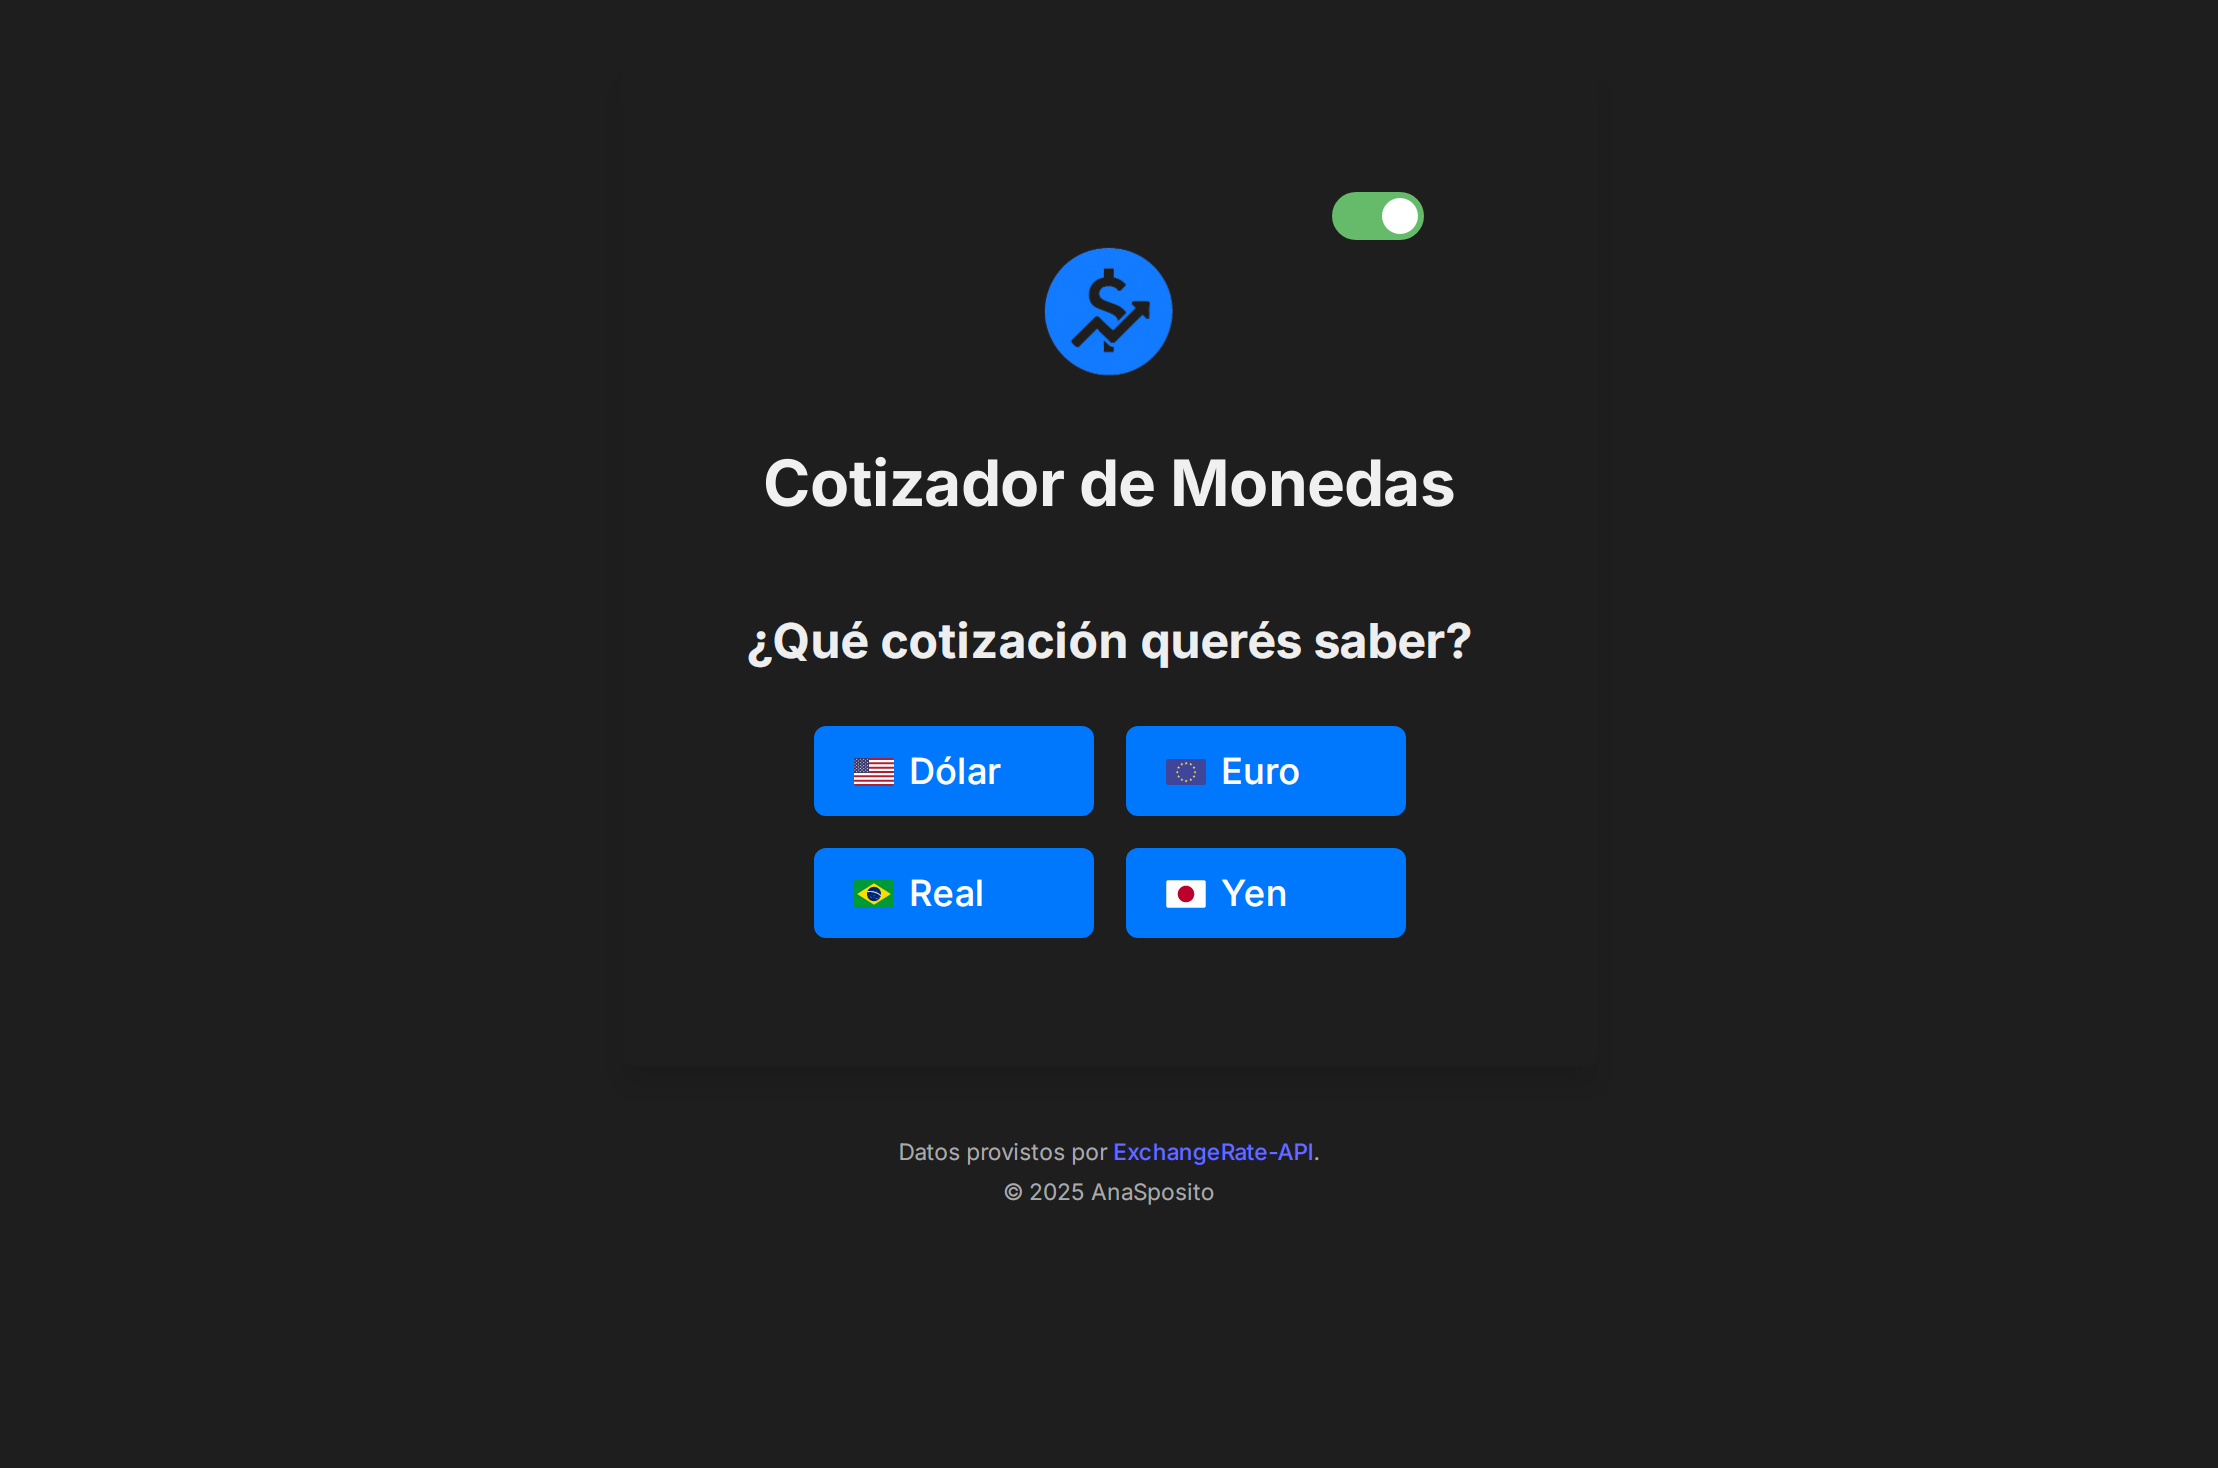 Cotizador de Monedas
¿Qué cotización querés saber?
Dólar
Euro
Real
Yen
Datos provistos por ExchangeRate-API.
© 2025 AnaSposito